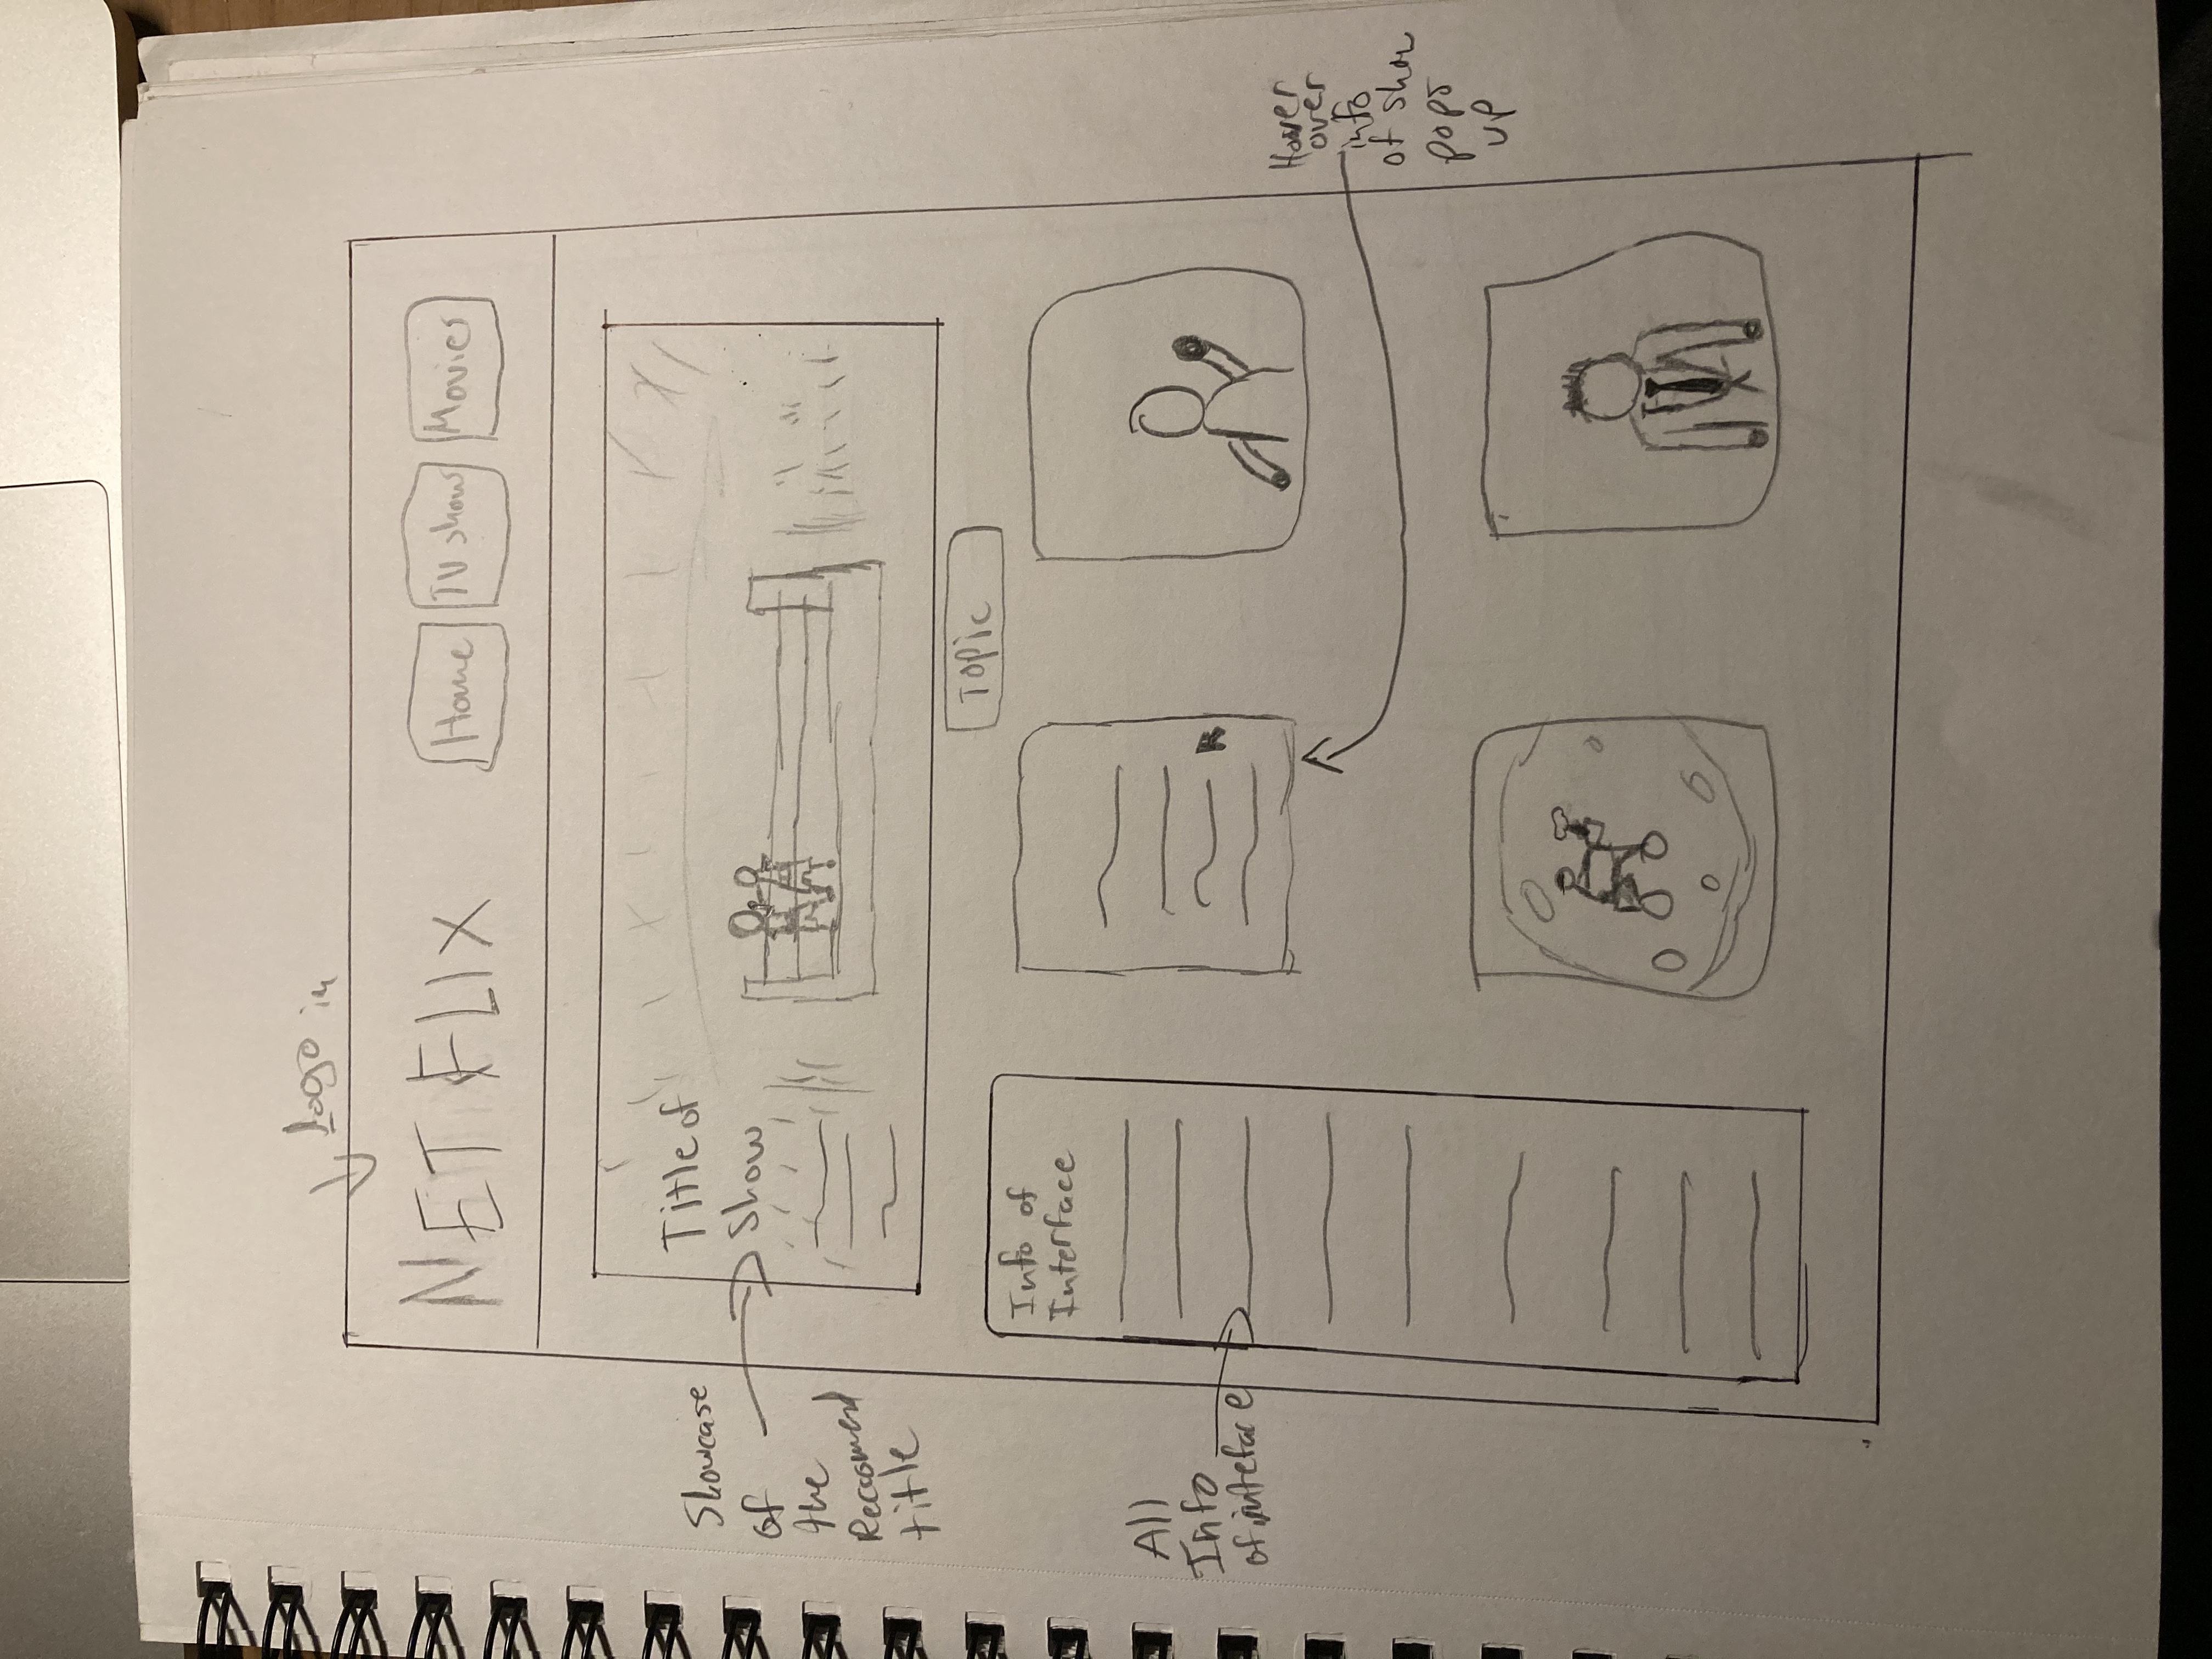 Logo in
NETFLIX
Home
TV show
Movies
Showcase
of
the
Reccomend
title
Title of
Show
Topic
Info of
Interface
All
Info
of inteface
Hover
over
info
of show
pops
up